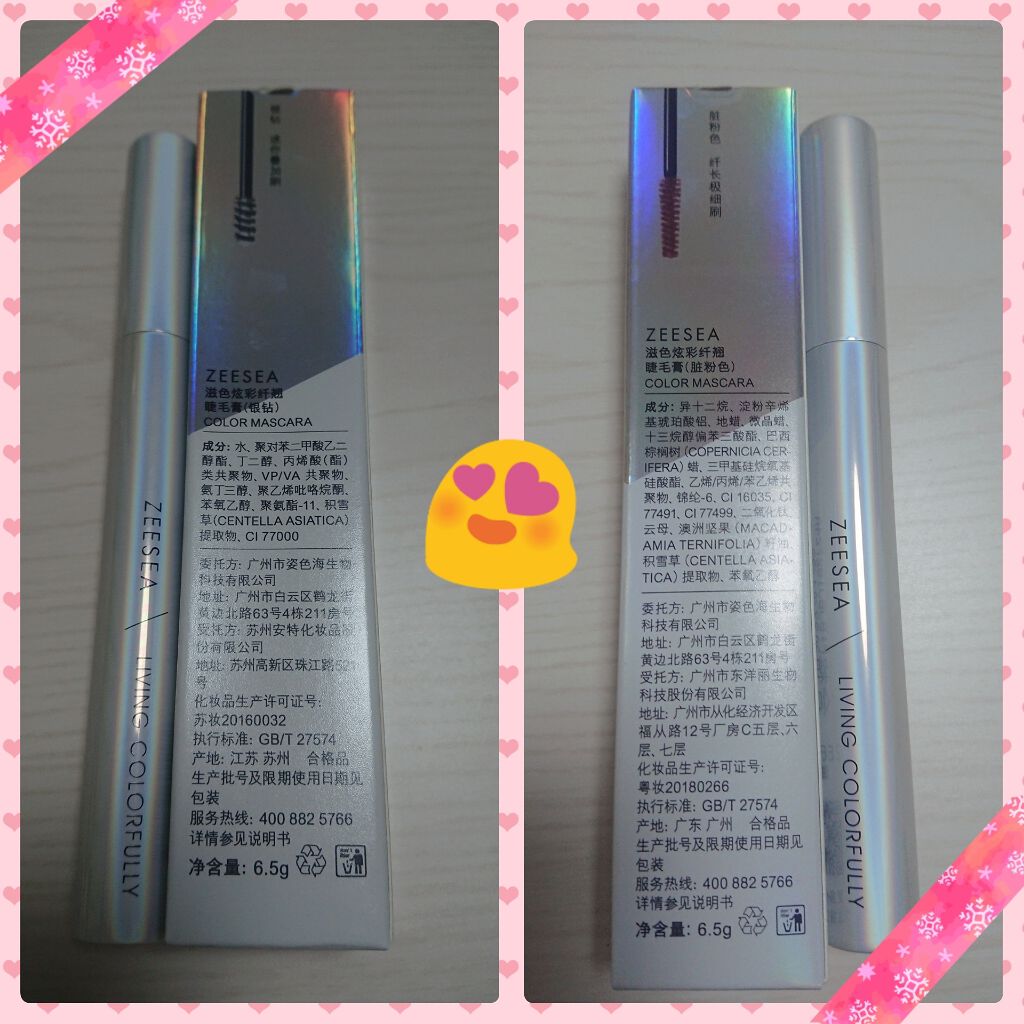 ZEESEA
滋色炫彩纤翘
睫毛膏(银钻)
COLOR MASCARA
成分: 水、聚对苯二甲酸乙二
醇酯、丁二醇、丙烯酸(酯)
类共聚物、VP/VA 共聚物、
氨丁三醇、聚乙烯吡咯烷酮、
苯氧乙醇、聚氨酯-11、积雪
草(CENTELLA ASIATICA)
提取物、CI 77000
委托方: 广州市姿色海生物
科技有限公司
地址: 广州市白云区鹤龙街
黄边北路63号4栋211房号
受托方: 苏州安特化妆品股
份有限公司
地址: 苏州高新区珠江路521
号
化妆品生产许可证号:
苏妆20160032
执行标准: GB/T 27574
产地: 江苏 苏州 合格品
生产批号及限期使用日期见
包装
服务热线: 400 882 5766
详情参见说明书
净含量: 6.5g
ZEESEA \ LIVING COLORFULLY
脏粉色 纤长极细刷
ZEESEA
滋色炫彩纤翘
睫毛膏(脏粉色)
COLOR MASCARA
成分: 异十二烷、淀粉辛烯
基琥珀酸铝、地蜡、微晶蜡、
十三烷醇偏苯三酸酯、巴西
棕榈树(COPERNICIA CER-
IFERA) 蜡、三甲基硅烷氧基
硅酸酯、乙烯/丙烯/苯乙烯共
聚物、锦纶-6、CI 16035、CI
77491、CI 77499、二氧化钛、
云母、澳洲坚果(MACAD-
AMIA TERNIFOLIA) 籽油、
积雪草(CENTELLA ASIA-
TICA) 提取物、苯氧乙醇
委托方: 广州市姿色海生物
科技有限公司
地址: 广州市白云区鹤龙街
黄边北路63号4栋211房号
受托方: 广州市东洋丽生物
科技股份有限公司
地址: 广州市从化经济开发区
福从路12号厂房C五层、六
层、七层
化妆品生产许可证号:
粤妆20180266
执行标准: GB/T 27574
产地: 广东 广州 合格品
生产批号及限期使用日期见
包装
服务热线: 400 882 5766
详情参见说明书
净含量: 6.5g
ZEESEA \ LIVING COLORFULLY